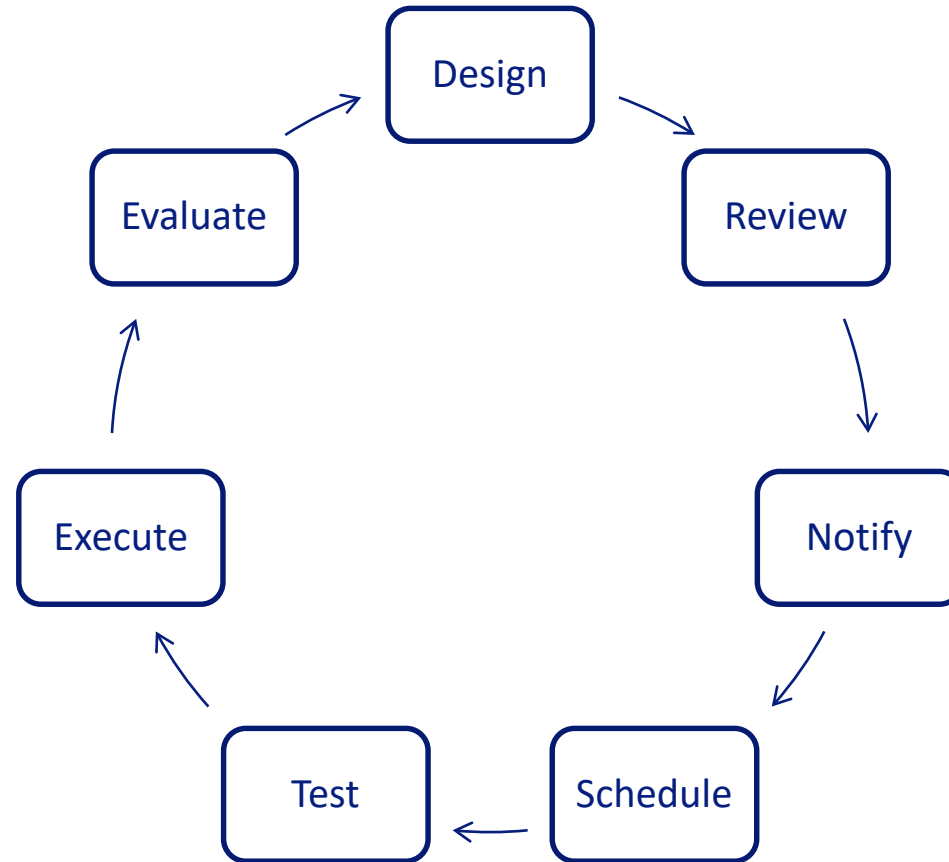 Design
Review
Notify
Schedule
Test
Execute
Evaluate